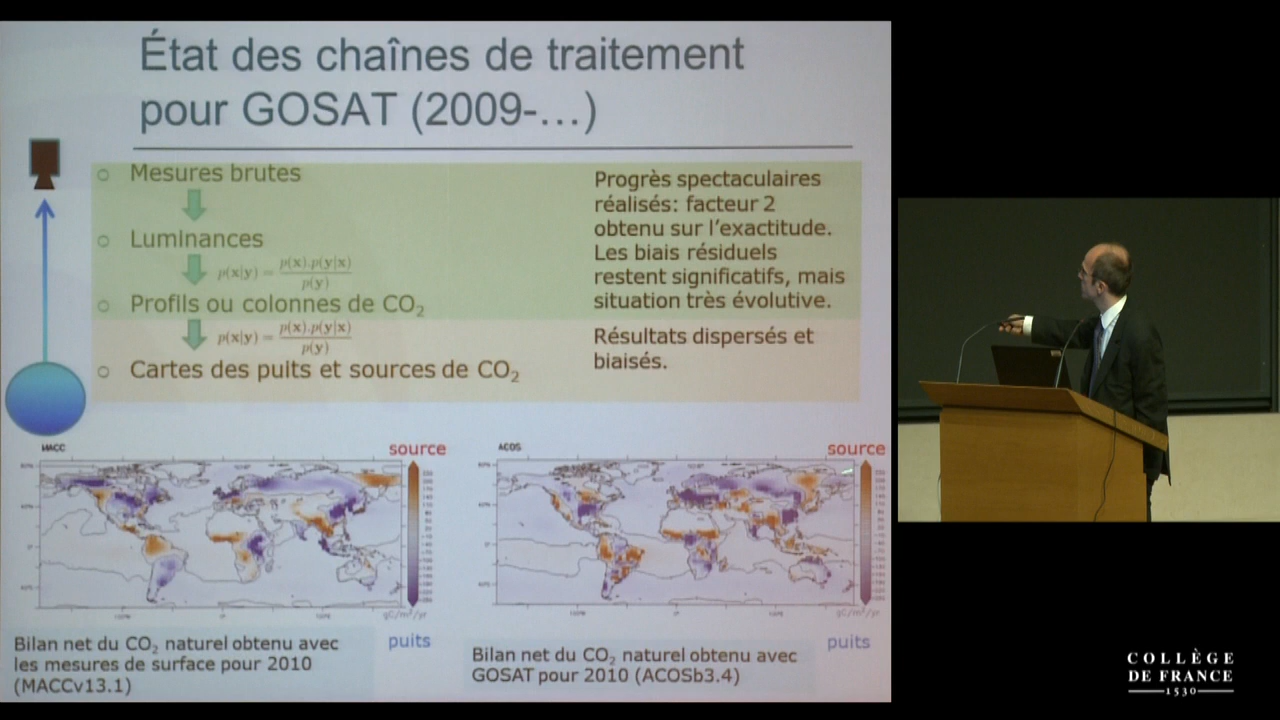 État des chaînes de traitement
pour GOSAT (2009-…)
○ Mesures brutes
○ Luminances
p(x|y) = p(x).p(y|x) / p(y)
○ Profils ou colonnes de CO₂
p(x|y) = p(x).p(y|x) / p(y)
○ Cartes des puits et sources de CO₂
Progrès spectaculaires
réalisés: facteur 2
obtenu sur l'exactitude.
Les biais résiduels
restent significatifs, mais
situation très évolutive.
Résultats dispersés et
biaisés.
MACC
source
puits
Bilan net du CO₂ naturel obtenu avec
les mesures de surface pour 2010
(MACCv13.1)
ACOS
source
gC/m²/yr
puits
Bilan net du CO₂ naturel obtenu avec
GOSAT pour 2010 (ACOSb3.4)
COLLÈGE
DE FRANCE
1530